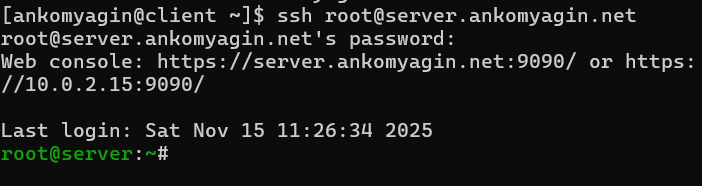 [ankomyagin@client ~]$ ssh root@server.ankomyagin.net
root@server.ankomyagin.net's password:
Web console: https://server.ankomyagin.net:9090/ or https:
//10.0.2.15:9090/

Last login: Sat Nov 15 11:26:34 2025
root@server:~#